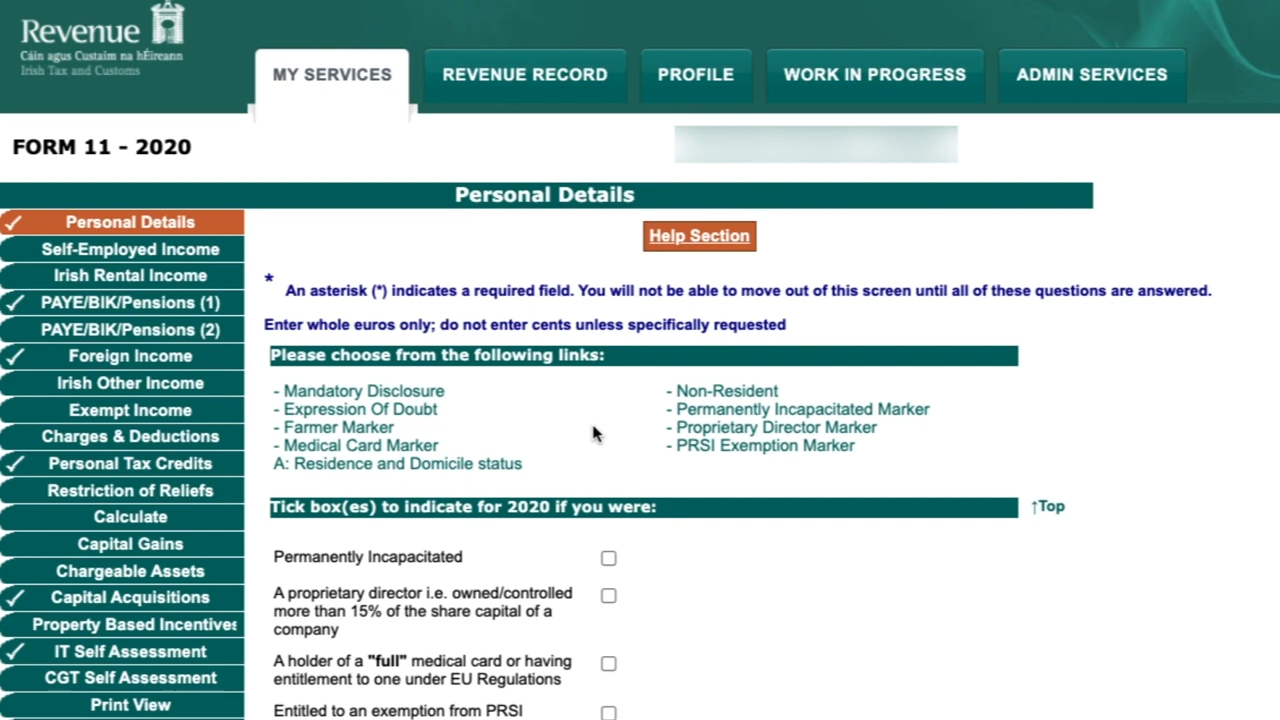 Revenue
Cáin agus Custaim na hÉireann
Irish Tax and Customs
MY SERVICES
REVENUE RECORD
PROFILE
WORK IN PROGRESS
ADMIN SERVICES
FORM 11 - 2020
Personal Details
Personal Details
Self-Employed Income
Irish Rental Income
PAYE/BIK/Pensions (1)
PAYE/BIK/Pensions (2)
Foreign Income
Irish Other Income
Exempt Income
Charges & Deductions
Personal Tax Credits
Restriction of Reliefs
Calculate
Capital Gains
Chargeable Assets
Capital Acquisitions
Property Based Incentives
IT Self Assessment
CGT Self Assessment
Print View
Help Section
* An asterisk (*) indicates a required field. You will not be able to move out of this screen until all of these questions are answered.
Enter whole euros only; do not enter cents unless specifically requested
Please choose from the following links:
- Mandatory Disclosure
- Expression Of Doubt
- Farmer Marker
- Medical Card Marker
A: Residence and Domicile status
- Non-Resident
- Permanently Incapacitated Marker
- Proprietary Director Marker
- PRSI Exemption Marker
Tick box(es) to indicate for 2020 if you were:
↑Top
Permanently Incapacitated
A proprietary director i.e. owned/controlled
more than 15% of the share capital of a
company
A holder of a "full" medical card or having
entitlement to one under EU Regulations
Entitled to an exemption from PRSI